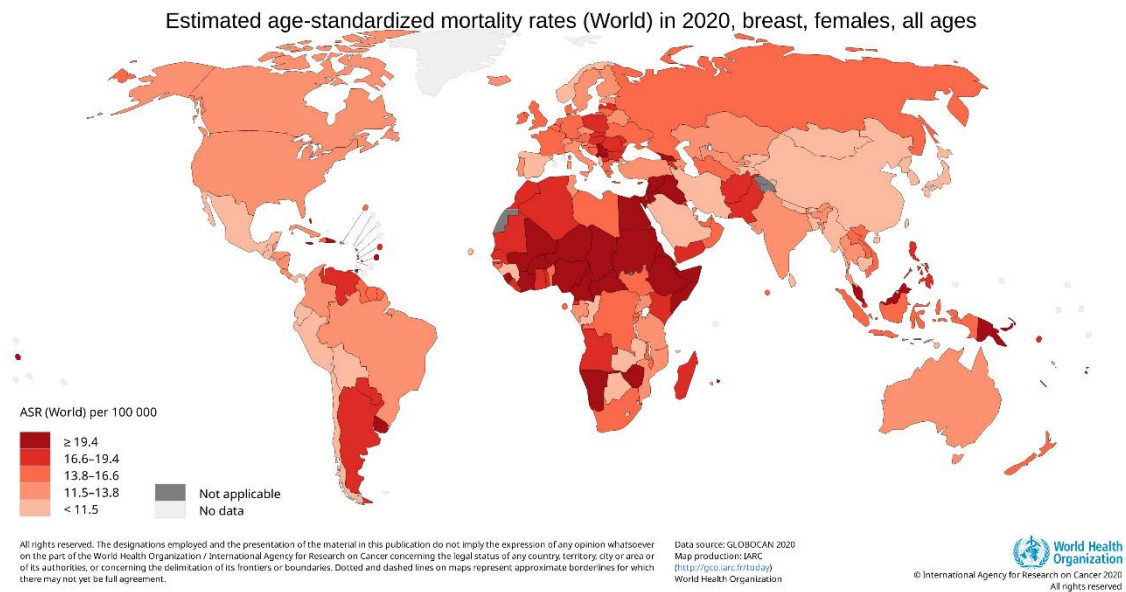 Estimated age-standardized mortality rates (World) in 2020, breast, females, all ages
ASR (World) per 100 000
≥ 19.4
16.6–19.4
13.8–16.6
11.5–13.8
< 11.5
Not applicable
No data
All rights reserved. The designations employed and the presentation of the material in this publication do not imply the expression of any opinion whatsoever
on the part of the World Health Organization / International Agency for Research on Cancer concerning the legal status of any country, territory, city or area or
of its authorities, or concerning the delimitation of its frontiers or boundaries. Dotted and dashed lines on maps represent approximate borderlines for which
there may not yet be full agreement.
Data source: GLOBOCAN 2020
Map production: IARC
(http://gco.iarc.fr/today)
World Health Organization
World Health
Organization
© International Agency for Research on Cancer 2020
All rights reserved